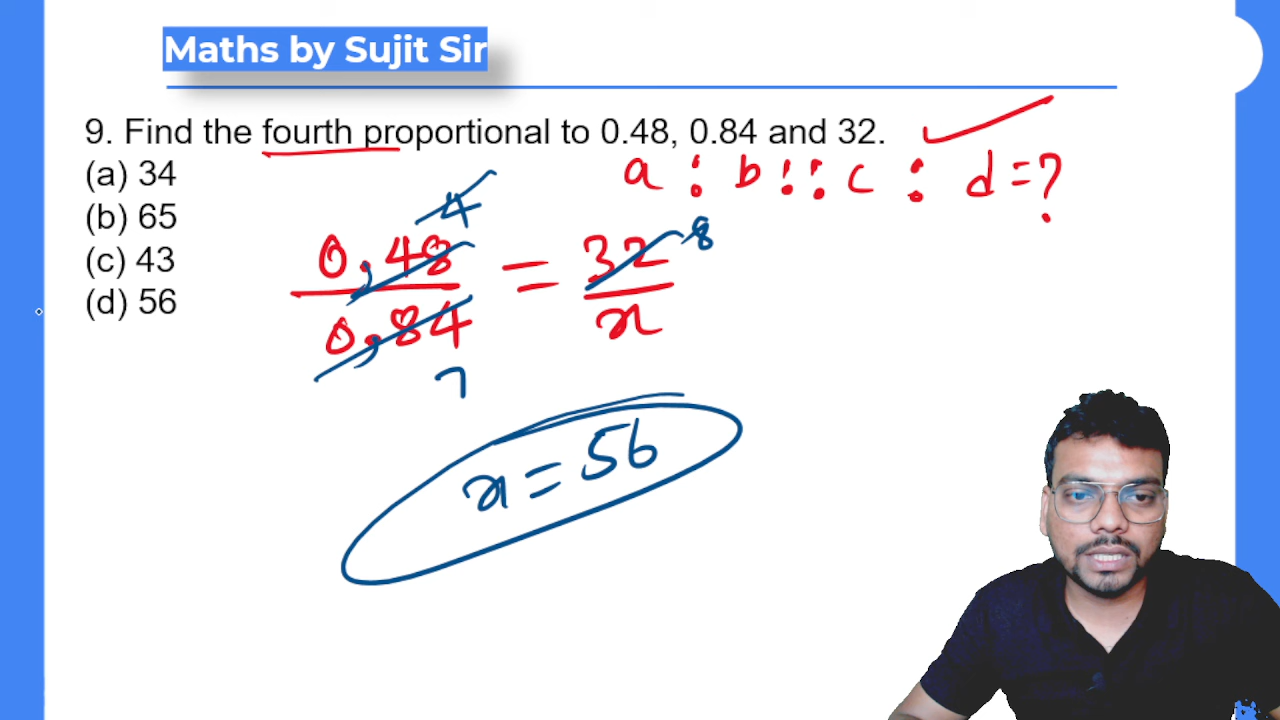 Maths by Sujit Sir
9. Find the fourth proportional to 0.48, 0.84 and 32.
a : b :: c : d = ?
(a) 34
(b) 65
(c) 43
(d) 56
4
0.48 = 32 8
0.84 x
7
x = 56